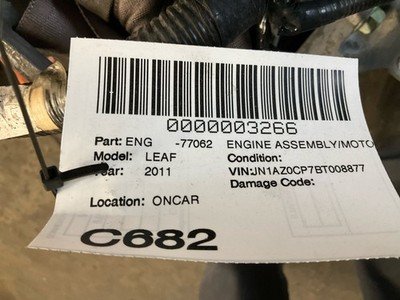 0000003266
Part: ENG -77062 ENGINE ASSEMBLY/MOTO
Model: LEAF Condition:
Year: 2011 VIN:JN1AZ0CP7BT008877
Damage Code:
Location: ONCAR
C682